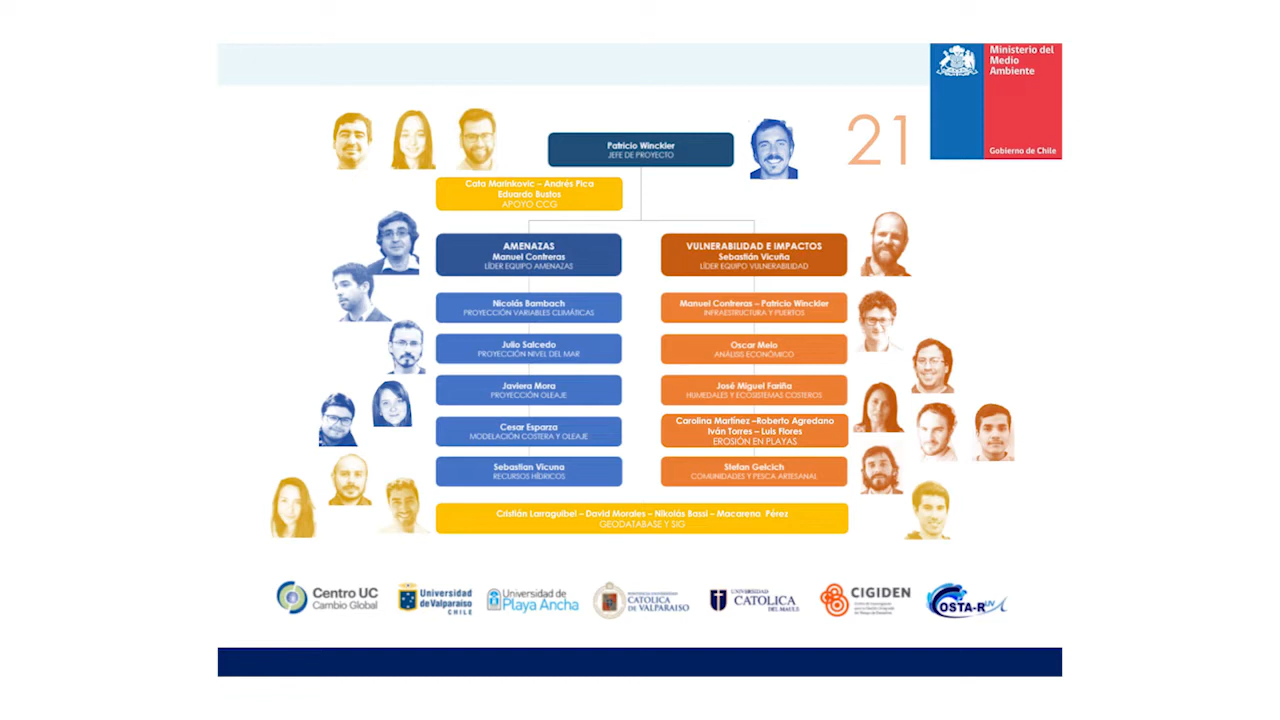 Ministerio del
Medio
Ambiente
Gobierno de Chile
21
Patricio Winckler
JEFE DE PROYECTO
Cata Marinkovic – Andrés Pica
Eduardo Bustos
APOYO CCG
AMENAZAS
Manuel Contreras
LÍDER EQUIPO AMENAZAS
VULNERABILIDAD E IMPACTOS
Sebastián Vicuña
LÍDER EQUIPO VULNERABILIDAD
Nicolás Bambach
PROYECCIÓN VARIABLES CLIMÁTICAS
Manuel Contreras – Patricio Winckler
INFRAESTRUCTURA Y PUERTOS
Julio Salcedo
PROYECCIÓN NIVEL DEL MAR
Oscar Melo
ANÁLISIS ECONÓMICO
Javiera Mora
PROYECCIÓN OLEAJE
José Miguel Fariña
HUMEDALES Y ECOSISTEMAS COSTEROS
Cesar Esparza
MODELACIÓN COSTERA Y OLEAJE
Carolina Martínez –Roberto Agredano
Iván Torres – Luis Flores
EROSIÓN EN PLAYAS
Sebastian Vicuna
RECURSOS HÍDRICOS
Stefan Gelcich
COMUNIDADES Y PESCA ARTESANAL
Cristián Larraguibel – David Morales – Nikolás Bassi – Macarena Pérez
GEODATABASE Y SIG
Centro UC
Cambio Global
Universidad
de Valparaíso
CHILE
Universidad de
Playa Ancha
CATOLICA
DE VALPARAISO
UNIVERSIDAD
CATOLICA
DEL MAULE
CIGIDEN
COSTA-R UV